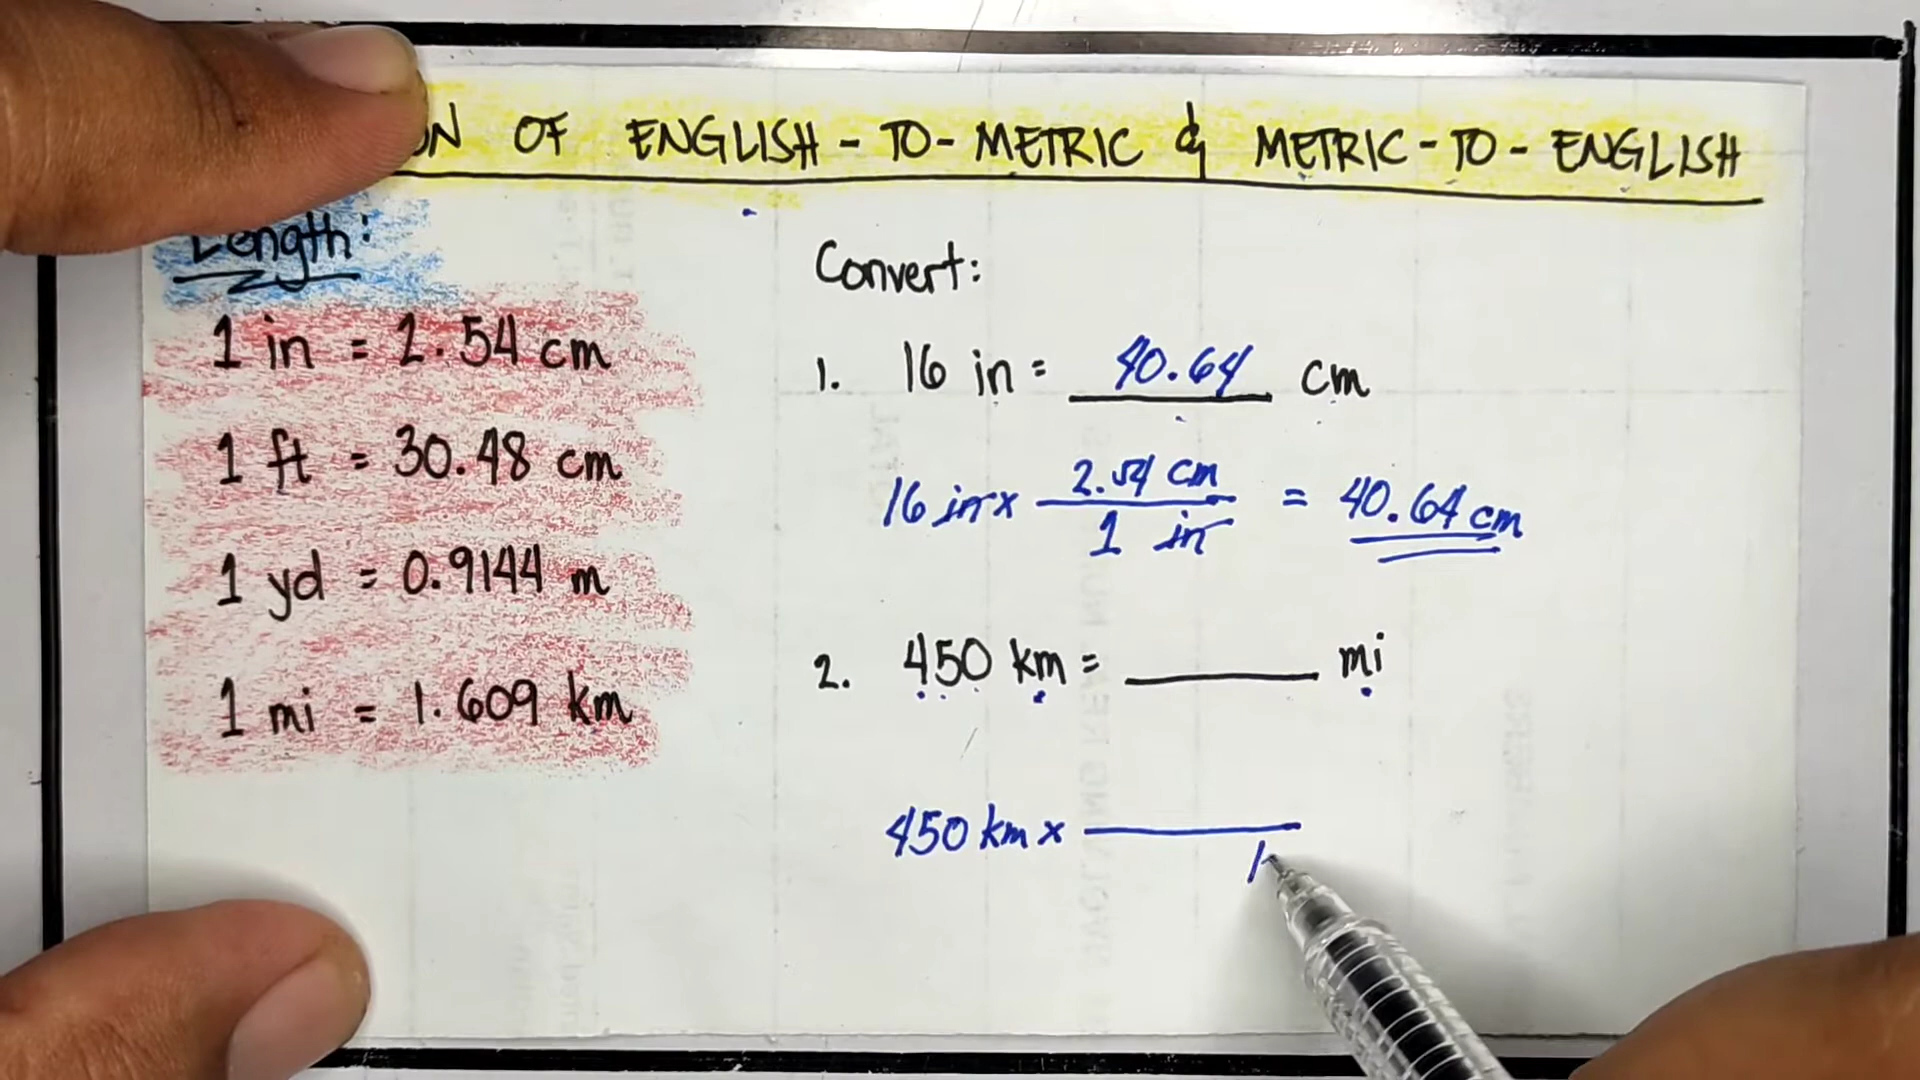 ON OF ENGLISH-TO-METRIC & METRIC-TO-ENGLISH
Length:
1 in = 2.54 cm
1 ft = 30.48 cm
1 yd = 0.9144 m
1 mi = 1.609 km
Convert:
1. 16 in = 40.64 cm
16 in x 2.54 cm / 1 in = 40.64 cm
2. 450 km = ______ mi
450 km x ______